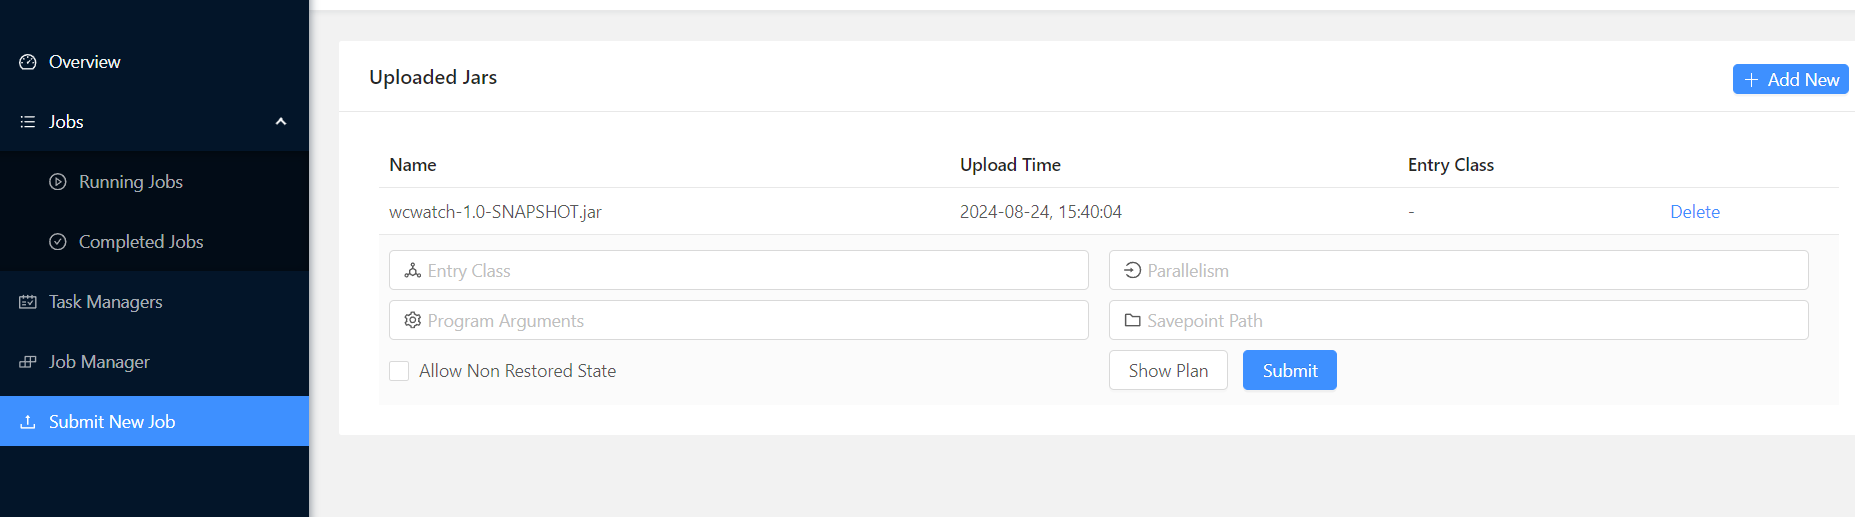 Overview
Jobs
Running Jobs
Completed Jobs
Task Managers
Job Manager
Submit New Job
Uploaded Jars
Add New
Name Upload Time Entry Class
wcwatch-1.0-SNAPSHOT.jar 2024-08-24, 15:40:04 - Delete
Entry Class Parallelism
Program Arguments Savepoint Path
Allow Non Restored State Show Plan Submit